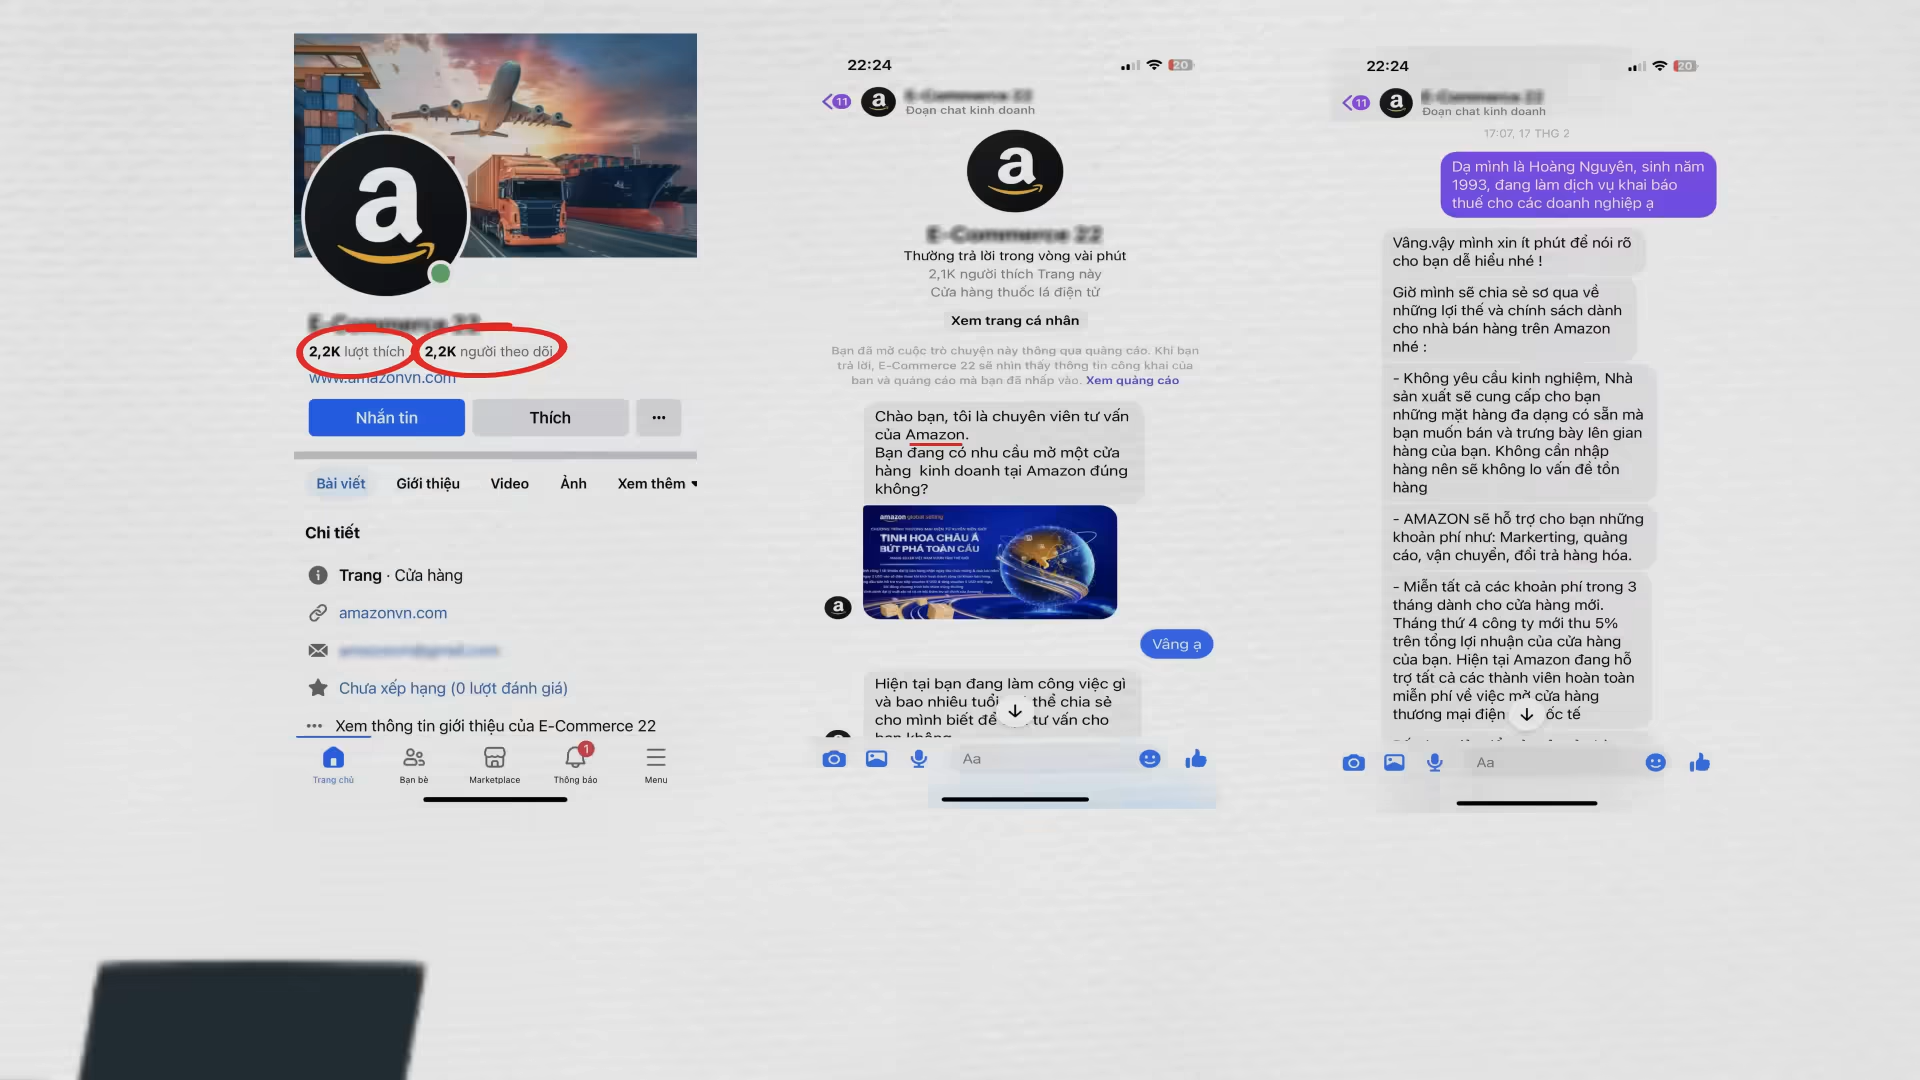 E-Commerce 22
2,2K lượt thích
2,2K người theo dõi
www.amazonvn.com
Nhắn tin
Thích
Bài viết
Giới thiệu
Video
Ảnh
Xem thêm
Chi tiết
Trang · Cửa hàng
amazonvn.com
Chưa xếp hạng (0 lượt đánh giá)
Xem thông tin giới thiệu của E-Commerce 22
1
Trang chủ
Bạn bè
Marketplace
Thông báo
Menu
22:24
20
11
E-Commerce 22
Đoạn chat kinh doanh
E-Commerce 22
Thường trả lời trong vòng vài phút
2,1K người thích Trang này
Cửa hàng thuốc lá điện tử
Xem trang cá nhân
Bạn đã mở cuộc trò chuyện này thông qua quảng cáo. Khi bạn
trả lời, E-Commerce 22 sẽ nhìn thấy thông tin công khai của
bạn và quảng cáo mà bạn đã nhấp vào. Xem quảng cáo
Chào bạn, tôi là chuyên viên tư vấn
của Amazon.
Bạn đang có nhu cầu mở một cửa
hàng kinh doanh tại Amazon đúng
không?
amazon global selling
TINH HOA CHÂU Á
BỨT PHÁ TOÀN CẦU
Vâng ạ
Hiện tại bạn đang làm công việc gì
và bao nhiêu tuổi thể chia sẻ
cho mình biết để tư vấn cho
bạn không
Aa
22:24
20
11
E-Commerce 22
Đoạn chat kinh doanh
17:07, 17 THG 2
Dạ mình là Hoàng Nguyên, sinh năm
1993, đang làm dịch vụ khai báo
thuế cho các doanh nghiệp ạ
Vâng.vậy mình xin ít phút để nói rõ
cho bạn dễ hiểu nhé !
Giờ mình sẽ chia sẻ sơ qua về
những lợi thế và chính sách dành
cho nhà bán hàng trên Amazon
nhé :
- Không yêu cầu kinh nghiệm, Nhà
sản xuất sẽ cung cấp cho bạn
những mặt hàng đa dạng có sẵn mà
bạn muốn bán và trưng bày lên gian
hàng của bạn. Không cần nhập
hàng nên sẽ không lo vấn đề tồn
hàng
- AMAZON sẽ hỗ trợ cho bạn những
khoản phí như: Markerting, quảng
cáo, vận chuyển, đổi trả hàng hóa.
- Miễn tất cả các khoản phí trong 3
tháng dành cho cửa hàng mới.
Tháng thứ 4 công ty mới thu 5%
trên tổng lợi nhuận của cửa hàng
của bạn. Hiện tại Amazon đang hỗ
trợ tất cả các thành viên hoàn toàn
miễn phí về việc mở cửa hàng
thương mại điện ốc tế
Aa